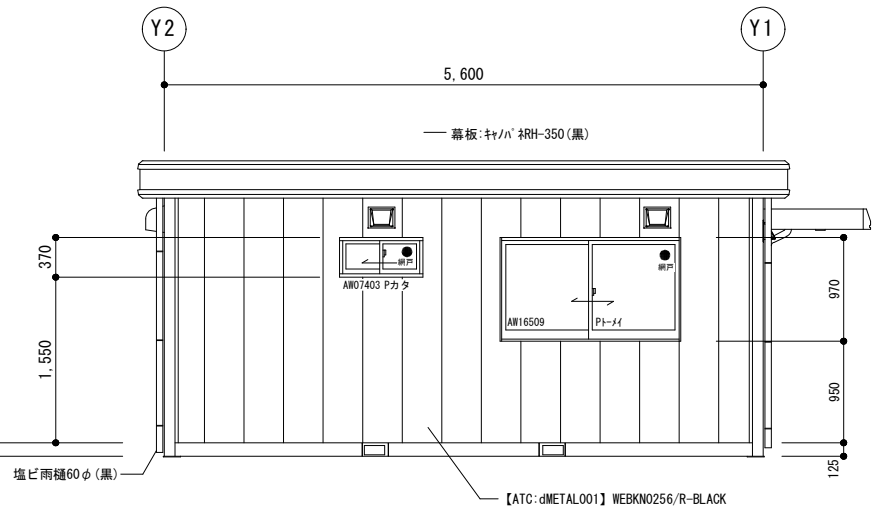 Y2
Y1
5,600
幕板:ｷｬﾉﾊﾟﾈRH-350(黒)
370
網戸
網戸
AW07403 Pカタ
970
AW16509
Pﾄｰﾒｲ
1,550
950
125
塩ビ雨樋60φ(黒)
【ATC:dMETAL001】WEBKN0256/R-BLACK